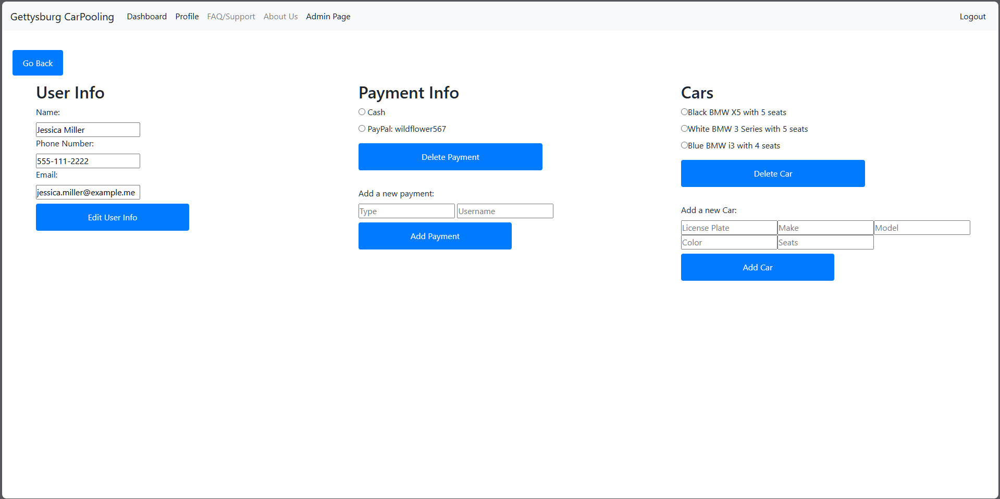 Gettysburg CarPooling Dashboard Profile FAQ/Support About Us Admin Page Logout
Go Back
User Info
Name:
Jessica Miller
Phone Number:
555-111-2222
Email:
jessica.miller@example.me
Edit User Info
Payment Info
Cash
PayPal: wildflower567
Delete Payment
Add a new payment:
Type Username
Add Payment
Cars
Black BMW X5 with 5 seats
White BMW 3 Series with 5 seats
Blue BMW i3 with 4 seats
Delete Car
Add a new Car:
License Plate Make Model
Color Seats
Add Car